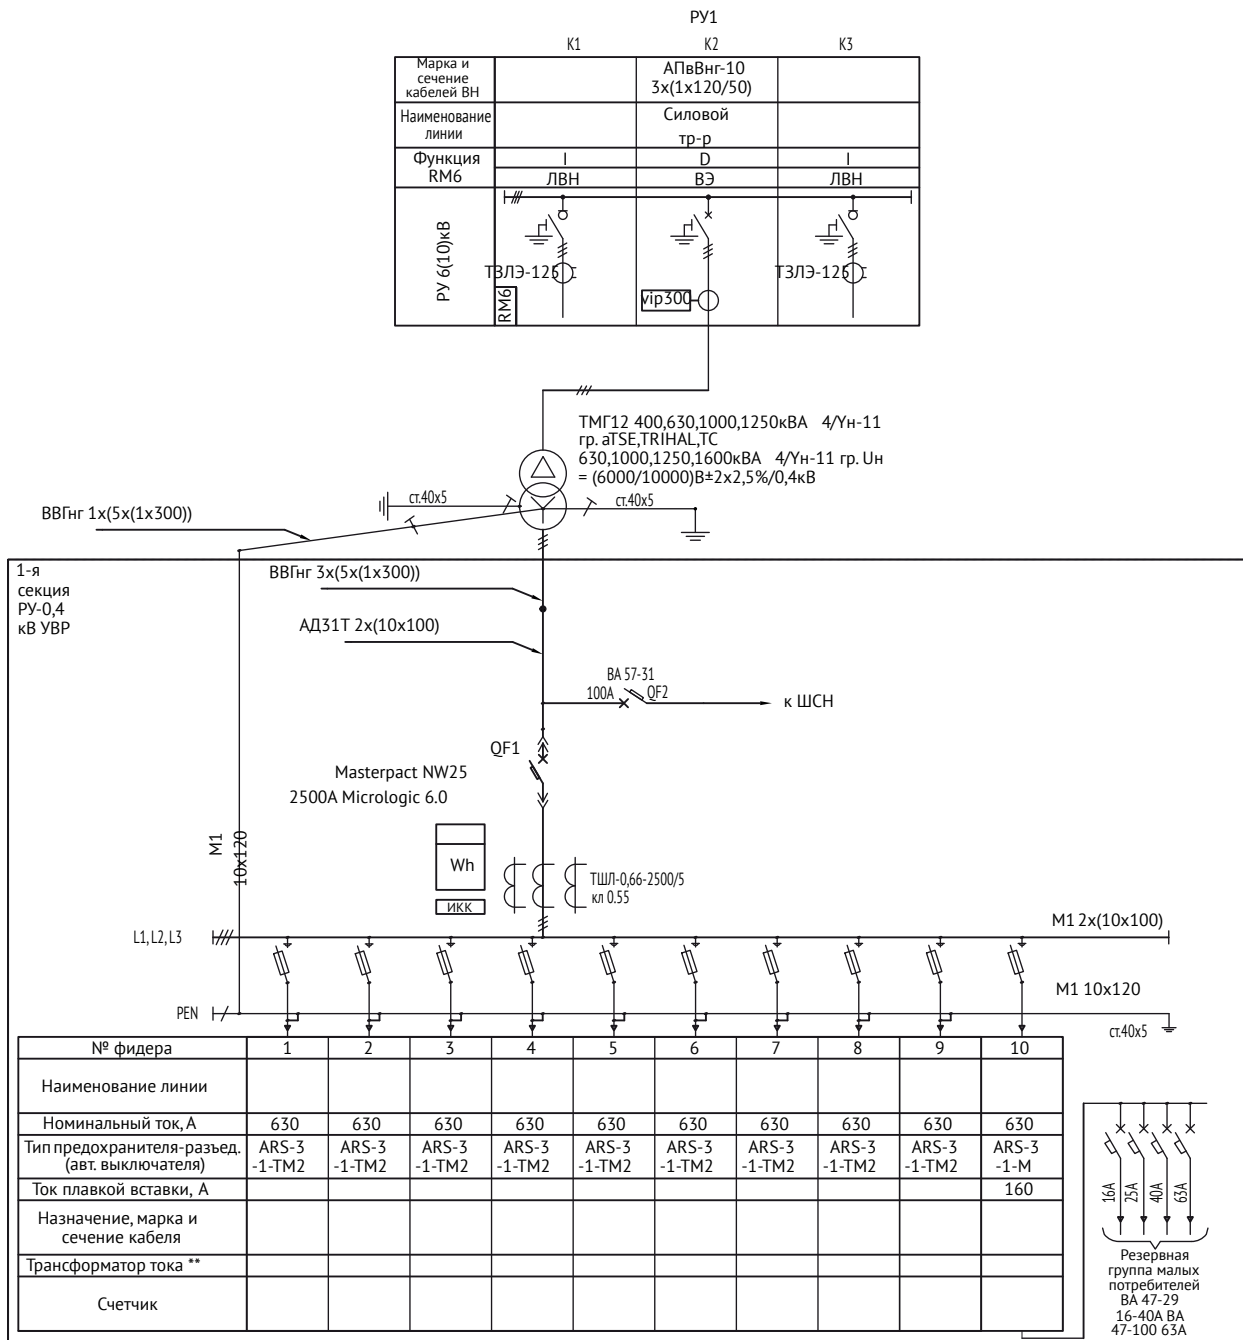 РУ1
К1 К2 К3
Марка и
сечение
кабелей ВН
АПвВнг-10
3х(1х120/50)
Наименование
линии
Силовой
тр-р
Функция
RM6
I D I
ЛВН ВЭ ЛВН
РУ 6(10)кВ
ТЗЛЭ-125
ТЗЛЭ-125
RM6
vip300
ТМГ12 400,630,1000,1250кВА 4/Yн-11
гр. aTSE,TRIHAL,TC
630,1000,1250,1600кВА 4/Yн-11 гр. Uн
= (6000/10000)В±2х2,5%/0,4кВ
ст.40х5
ст.40х5
ВВГнг 1х(5х(1х300))
1-я
секция
РУ-0,4
кВ УВР
ВВГнг 3х(5х(1х300))
АД31Т 2х(10х100)
ВА 57-31
100А
QF2
к ШСН
QF1
Masterpact NW25
2500А Micrologic 6.0
М1
10х120
Wh
ИКК
ТШЛ-0,66-2500/5
кл 0.55
L1, L2, L3
М1 2х(10х100)
М1 10х120
PEN
ст.40х5
№ фидера 1 2 3 4 5 6 7 8 9 10
Наименование линии
Номинальный ток, А 630 630 630 630 630 630 630 630 630 630
Тип предохранителя-разъед. ARS-3 ARS-3 ARS-3 ARS-3 ARS-3 ARS-3 ARS-3 ARS-3 ARS-3 ARS-3
(авт. выключателя) -1-TM2 -1-TM2 -1-TM2 -1-TM2 -1-TM2 -1-TM2 -1-TM2 -1-TM2 -1-TM2 -1-M
Ток плавкой вставки, А 160
Назначение, марка и
сечение кабеля
Трансформатор тока **
Счетчик
16А 25А 40А 63А
Резервная
группа малых
потребителей
ВА 47-29
16-40А ВА
47-100 63А